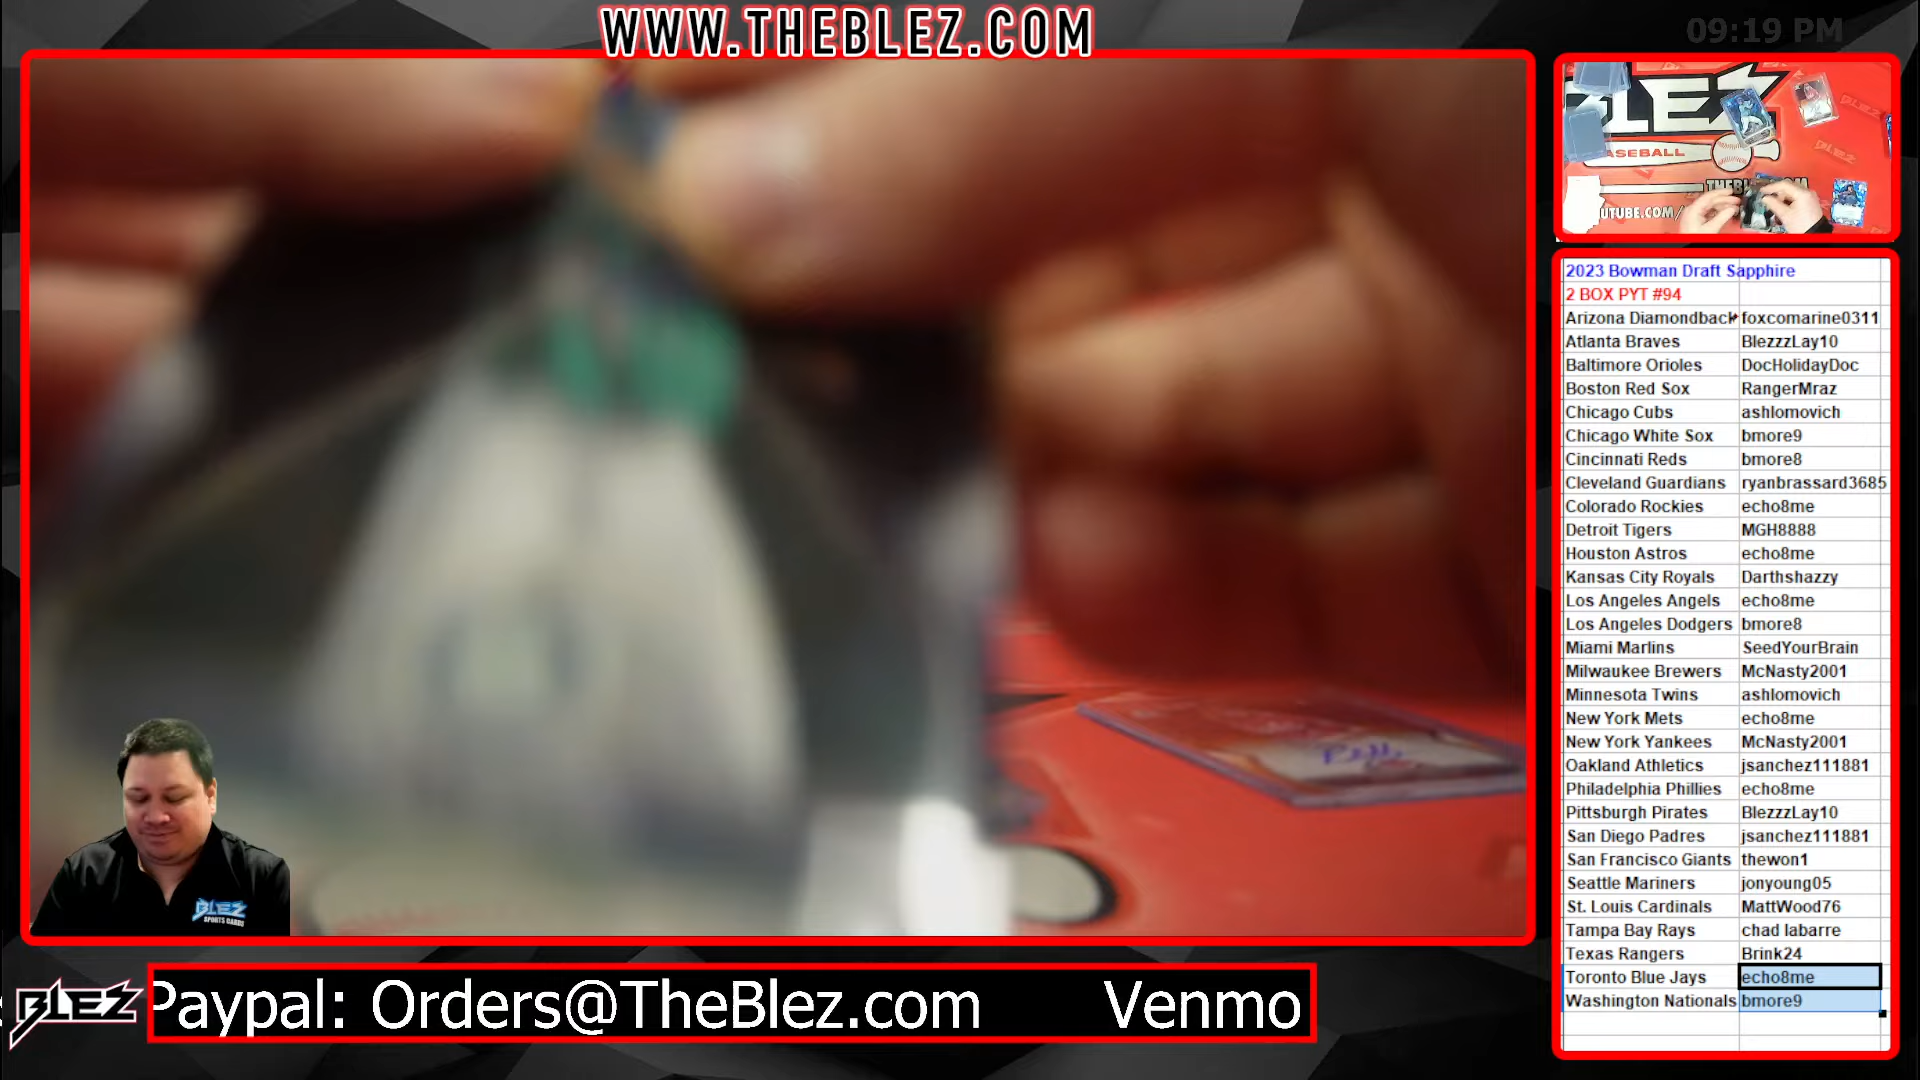 WWW.THEBLEZ.COM
09:19 PM
BLEZ
BASEBALL
UTUBE.COM/
2023 Bowman Draft Sapphire
2 BOX PYT #94
Arizona Diamondback foxcomarine0311
Atlanta Braves BlezzzLay10
Baltimore Orioles DocHolidayDoc
Boston Red Sox RangerMraz
Chicago Cubs ashlomovich
Chicago White Sox bmore9
Cincinnati Reds bmore8
Cleveland Guardians ryanbrassard3685
Colorado Rockies echo8me
Detroit Tigers MGH8888
Houston Astros echo8me
Kansas City Royals Darthshazzy
Los Angeles Angels echo8me
Los Angeles Dodgers bmore8
Miami Marlins SeedYourBrain
Milwaukee Brewers McNasty2001
Minnesota Twins ashlomovich
New York Mets echo8me
New York Yankees McNasty2001
Oakland Athletics jsanchez111881
Philadelphia Phillies echo8me
Pittsburgh Pirates BlezzzLay10
San Diego Padres jsanchez111881
San Francisco Giants thewon1
Seattle Mariners jonyoung05
St. Louis Cardinals MattWood76
Tampa Bay Rays chad labarre
Texas Rangers Brink24
Toronto Blue Jays echo8me
Washington Nationals bmore9
BLEZ
SPORTS CARDS
BLEZ
Paypal: Orders@TheBlez.com Venmo